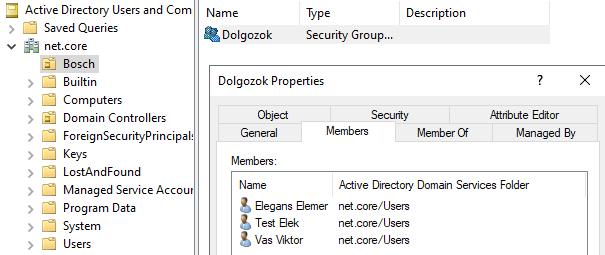 Active Directory Users and Com
Saved Queries
net.core
Bosch
Builtin
Computers
Domain Controllers
ForeignSecurityPrincipals
Keys
LostAndFound
Managed Service Accour
Program Data
System
Users
Name Type Description
Dolgozok Security Group...
Dolgozok Properties ? ×
Object Security Attribute Editor
General Members Member Of Managed By
Members:
Name Active Directory Domain Services Folder
Elegans Elemer net.core/Users
Test Elek net.core/Users
Vas Viktor net.core/Users